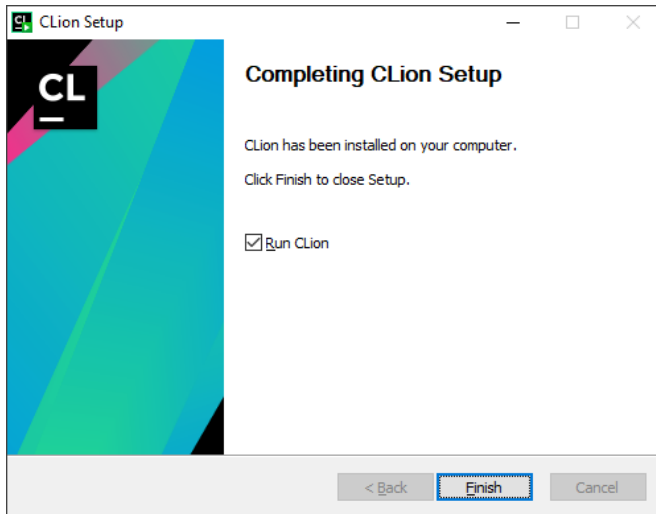 CLion Setup
CL
Completing CLion Setup
CLion has been installed on your computer.
Click Finish to close Setup.
Run CLion
< Back
Finish
Cancel